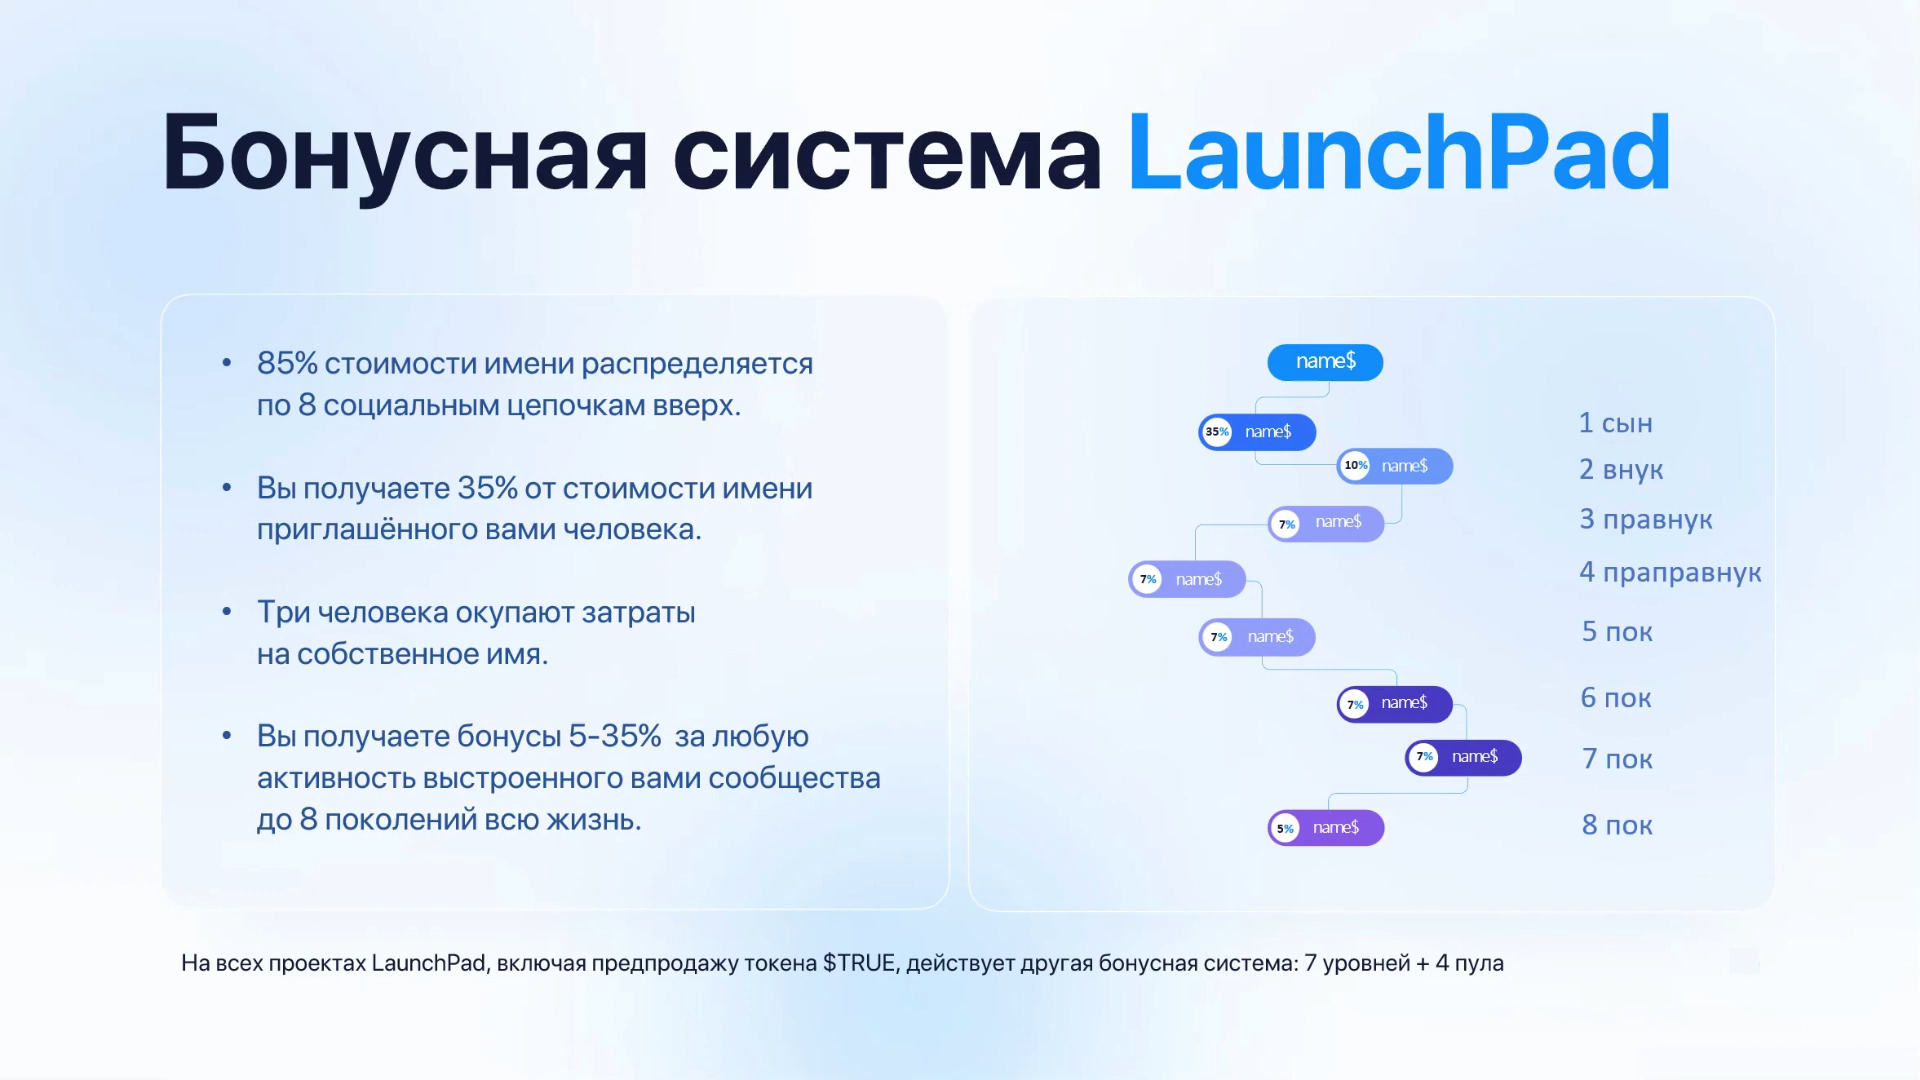 Бонусная система LaunchPad
• 85% стоимости имени распределяется
по 8 социальным цепочкам вверх.
• Вы получаете 35% от стоимости имени
приглашённого вами человека.
• Три человека окупают затраты
на собственное имя.
• Вы получаете бонусы 5-35% за любую
активность выстроенного вами сообщества
до 8 поколений всю жизнь.
name$
35% name$
1 сын
10% name$
2 внук
7% name$
3 правнук
7% name$
4 праправнук
7% name$
5 пок
7% name$
6 пок
7% name$
7 пок
5% name$
8 пок
На всех проектах LaunchPad, включая предпродажу токена $TRUE, действует другая бонусная система: 7 уровней + 4 пула